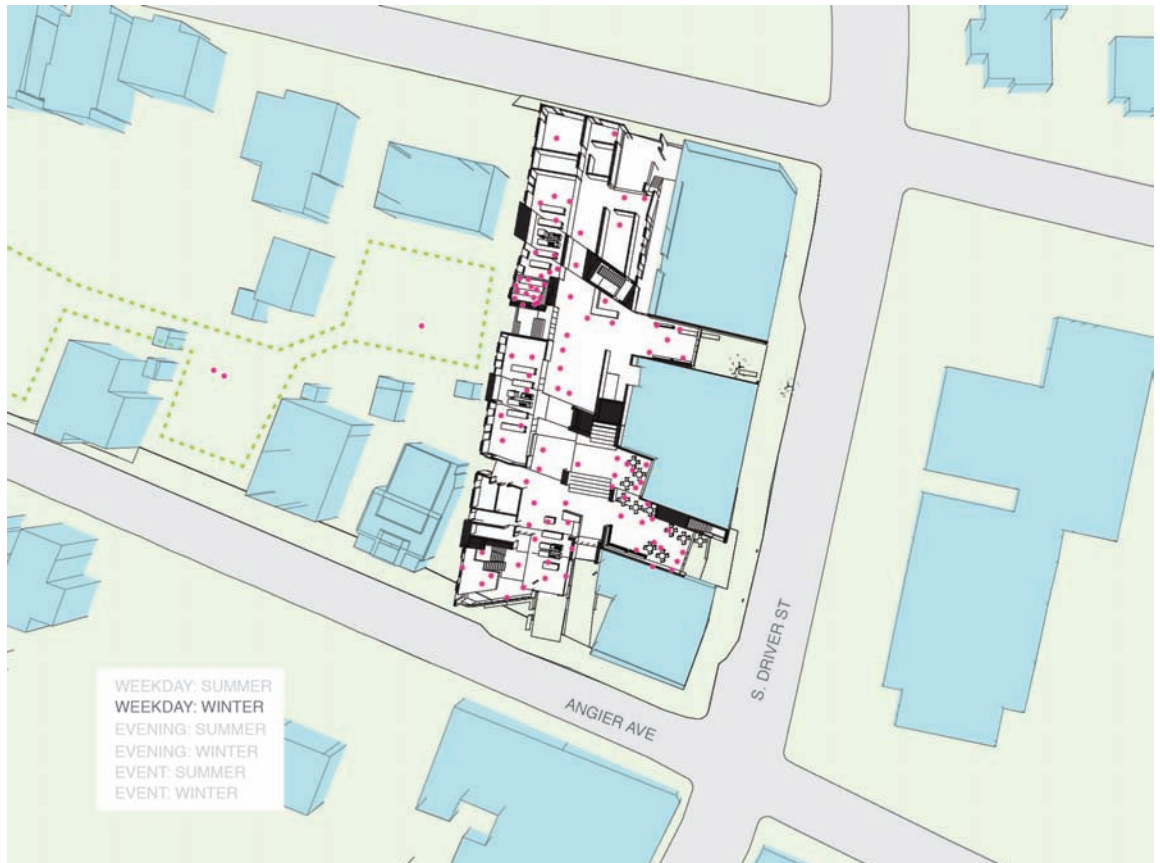 S. DRIVER ST
ANGIER AVE
WEEKDAY: SUMMER
WEEKDAY: WINTER
EVENING: SUMMER
EVENING: WINTER
EVENT: SUMMER
EVENT: WINTER